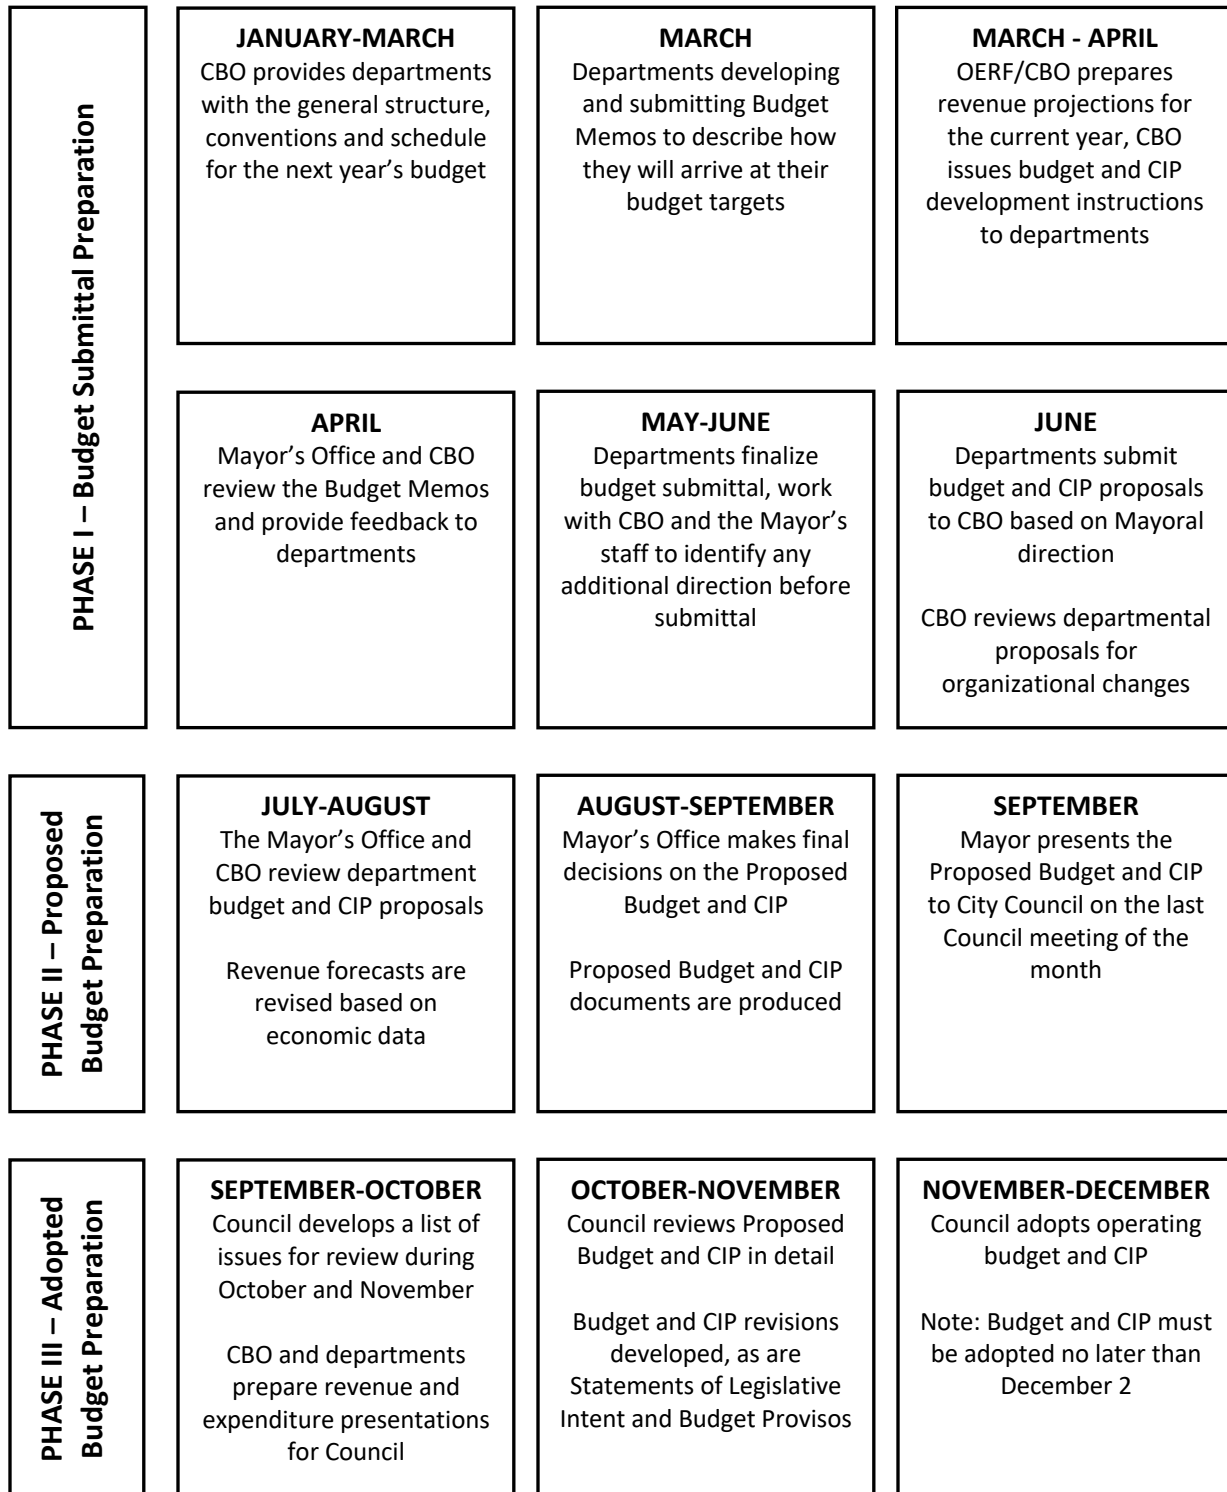 PHASE I – Budget Submittal Preparation
JANUARY-MARCH
CBO provides departments
with the general structure,
conventions and schedule
for the next year’s budget
MARCH
Departments developing
and submitting Budget
Memos to describe how
they will arrive at their
budget targets
MARCH - APRIL
OERF/CBO prepares
revenue projections for
the current year, CBO
issues budget and CIP
development instructions
to departments
APRIL
Mayor’s Office and CBO
review the Budget Memos
and provide feedback to
departments
MAY-JUNE
Departments finalize
budget submittal, work
with CBO and the Mayor’s
staff to identify any
additional direction before
submittal
JUNE
Departments submit
budget and CIP proposals
to CBO based on Mayoral
direction
CBO reviews departmental
proposals for
organizational changes
PHASE II – Proposed
Budget Preparation
JULY-AUGUST
The Mayor’s Office and
CBO review department
budget and CIP proposals
Revenue forecasts are
revised based on
economic data
AUGUST-SEPTEMBER
Mayor’s Office makes final
decisions on the Proposed
Budget and CIP
Proposed Budget and CIP
documents are produced
SEPTEMBER
Mayor presents the
Proposed Budget and CIP
to City Council on the last
Council meeting of the
month
PHASE III – Adopted
Budget Preparation
SEPTEMBER-OCTOBER
Council develops a list of
issues for review during
October and November
CBO and departments
prepare revenue and
expenditure presentations
for Council
OCTOBER-NOVEMBER
Council reviews Proposed
Budget and CIP in detail
Budget and CIP revisions
developed, as are
Statements of Legislative
Intent and Budget Provisos
NOVEMBER-DECEMBER
Council adopts operating
budget and CIP
Note: Budget and CIP must
be adopted no later than
December 2